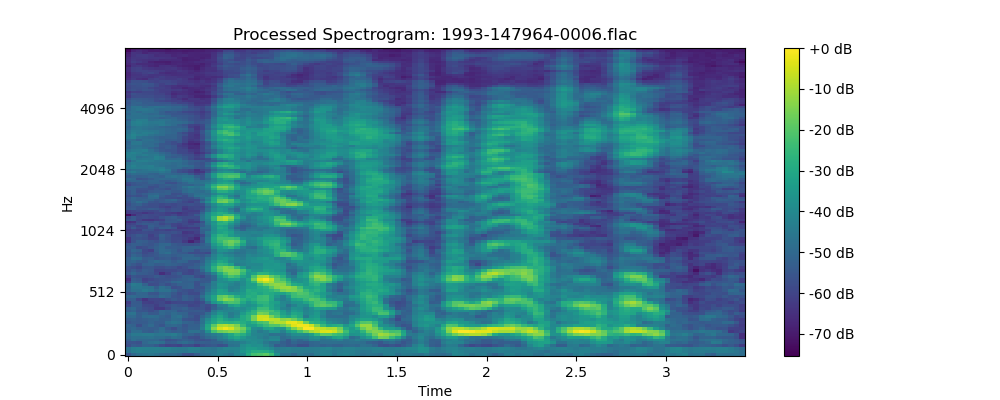 Processed Spectrogram: 1993-147964-0006.flac
Hz
4096
2048
1024
512
0
0
0.5
1
1.5
2
2.5
3
Time
+0 dB
-10 dB
-20 dB
-30 dB
-40 dB
-50 dB
-60 dB
-70 dB